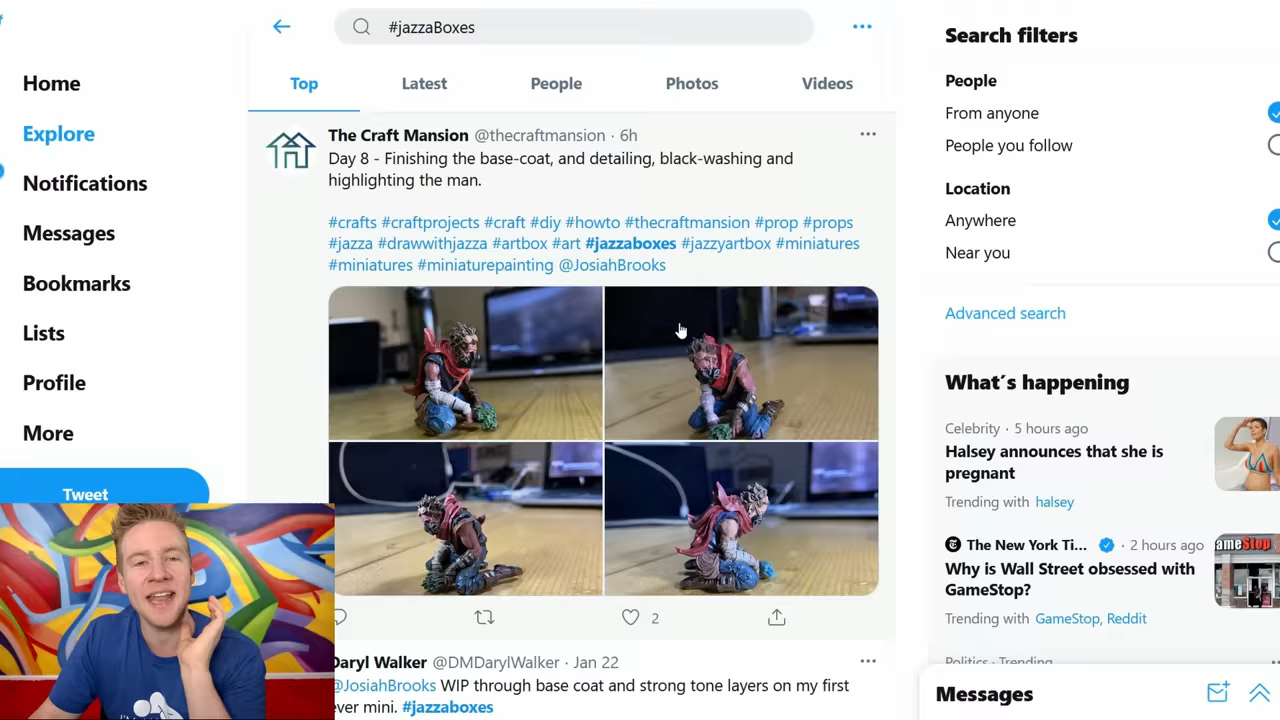 #jazzaBoxes
Home
Explore
Notifications
Messages
Bookmarks
Lists
Profile
More
Tweet
Top
Latest
People
Photos
Videos
The Craft Mansion @thecraftmansion · 6h
Day 8 - Finishing the base-coat, and detailing, black-washing and
highlighting the man.
#crafts #craftprojects #craft #diy #howto #thecraftmansion #prop #props
#jazza #drawwithjazza #artbox #art #jazzaboxes #jazzyartbox #miniatures
#miniatures #miniaturepainting @JosiahBrooks
2
Daryl Walker @DMDarylWalker · Jan 22
@JosiahBrooks WIP through base coat and strong tone layers on my first
ever mini. #jazzaboxes
Search filters
People
From anyone
People you follow
Location
Anywhere
Near you
Advanced search
What´s happening
Celebrity · 5 hours ago
Halsey announces that she is
pregnant
Trending with halsey
The New York Ti... · 2 hours ago
Why is Wall Street obsessed with
GameStop?
Trending with GameStop, Reddit
ameStop
Politics · Trending
Messages